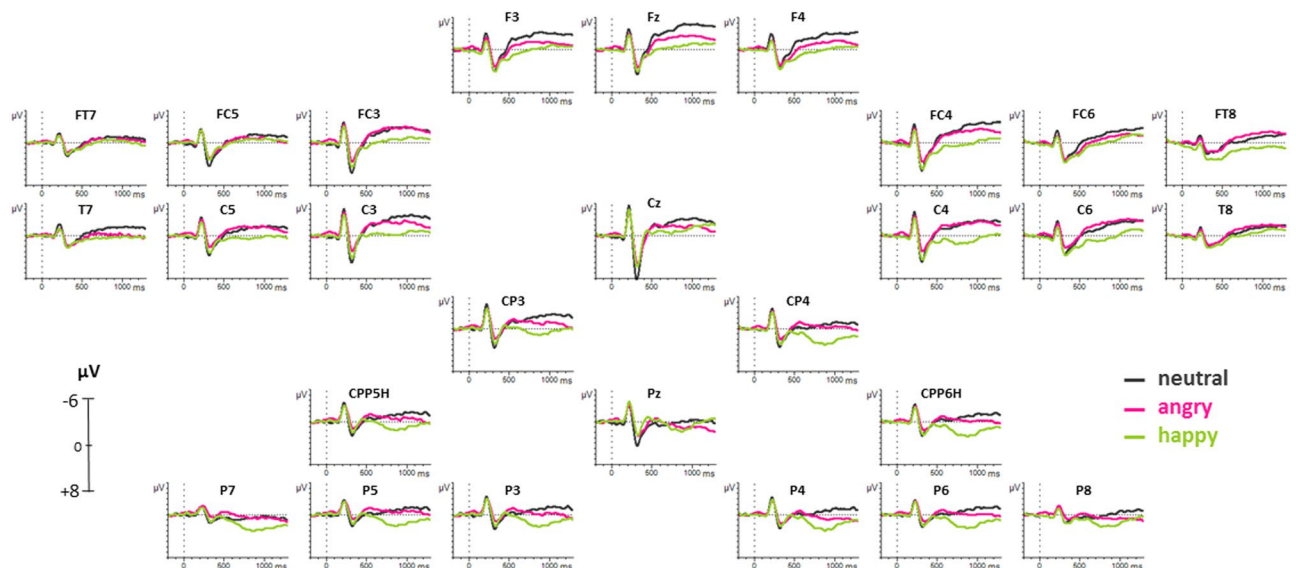 F3 Fz F4
µV µV µV
0 500 1000 ms 0 500 1000 ms 0 500 1000 ms
FT7 FC5 FC3 FC4 FC6 FT8
µV µV µV µV µV µV
0 500 1000 ms 0 500 1000 ms 0 500 1000 ms 0 500 1000 ms 0 500 1000 ms 0 500 1000 ms
T7 C5 C3 Cz C4 C6 T8
µV µV µV µV µV µV µV
0 500 1000 ms 0 500 1000 ms 0 500 1000 ms 0 500 1000 ms 0 500 1000 ms 0 500 1000 ms 0 500 1000 ms
CP3 CP4
µV µV
0 500 1000 ms 0 500 1000 ms
µV
-6
0
+8
CPP5H Pz CPP6H
µV µV µV
0 500 1000 ms 0 500 1000 ms 0 500 1000 ms
neutral
angry
happy
P7 P5 P3 P4 P6 P8
µV µV µV µV µV µV
0 500 1000 ms 0 500 1000 ms 0 500 1000 ms 0 500 1000 ms 0 500 1000 ms 0 500 1000 ms